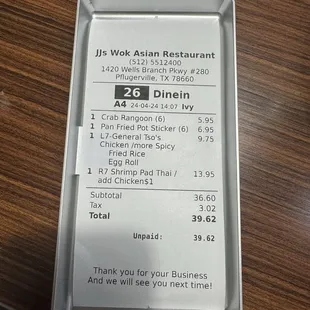 JJs Wok Asian Restaurant
(512) 5512400
1420 Wells Branch Pkwy #280
Pflugerville, TX 78660
26 Dinein
A4 24-04-24 14:07 Ivy
1 Crab Rangoon (6) 5.95
1 Pan Fried Pot Sticker (6) 6.95
1 L7-General Tso's 9.75
Chicken /more Spicy
Fried Rice
Egg Roll
1 R7 Shrimp Pad Thai / 13.95
add Chicken$1
Subtotal 36.60
Tax 3.02
Total 39.62
Unpaid: 39.62
Thank you for your Business
And we will see you next time!